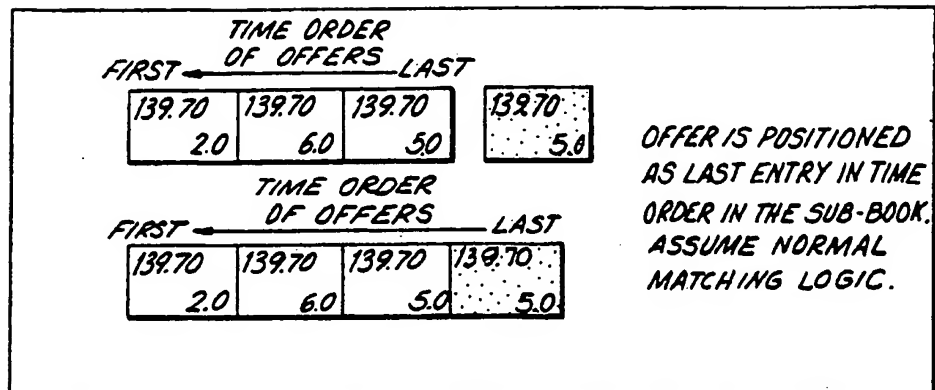 TIME ORDER
OF OFFERS
FIRST LAST
139.70 139.70 139.70 139.70
2.0 6.0 5.0 5.0
OFFER IS POSITIONED
AS LAST ENTRY IN TIME
ORDER IN THE SUB-BOOK.
ASSUME NORMAL
MATCHING LOGIC.
TIME ORDER
OF OFFERS
FIRST LAST
139.70 139.70 139.70 139.70
2.0 6.0 5.0 5.0